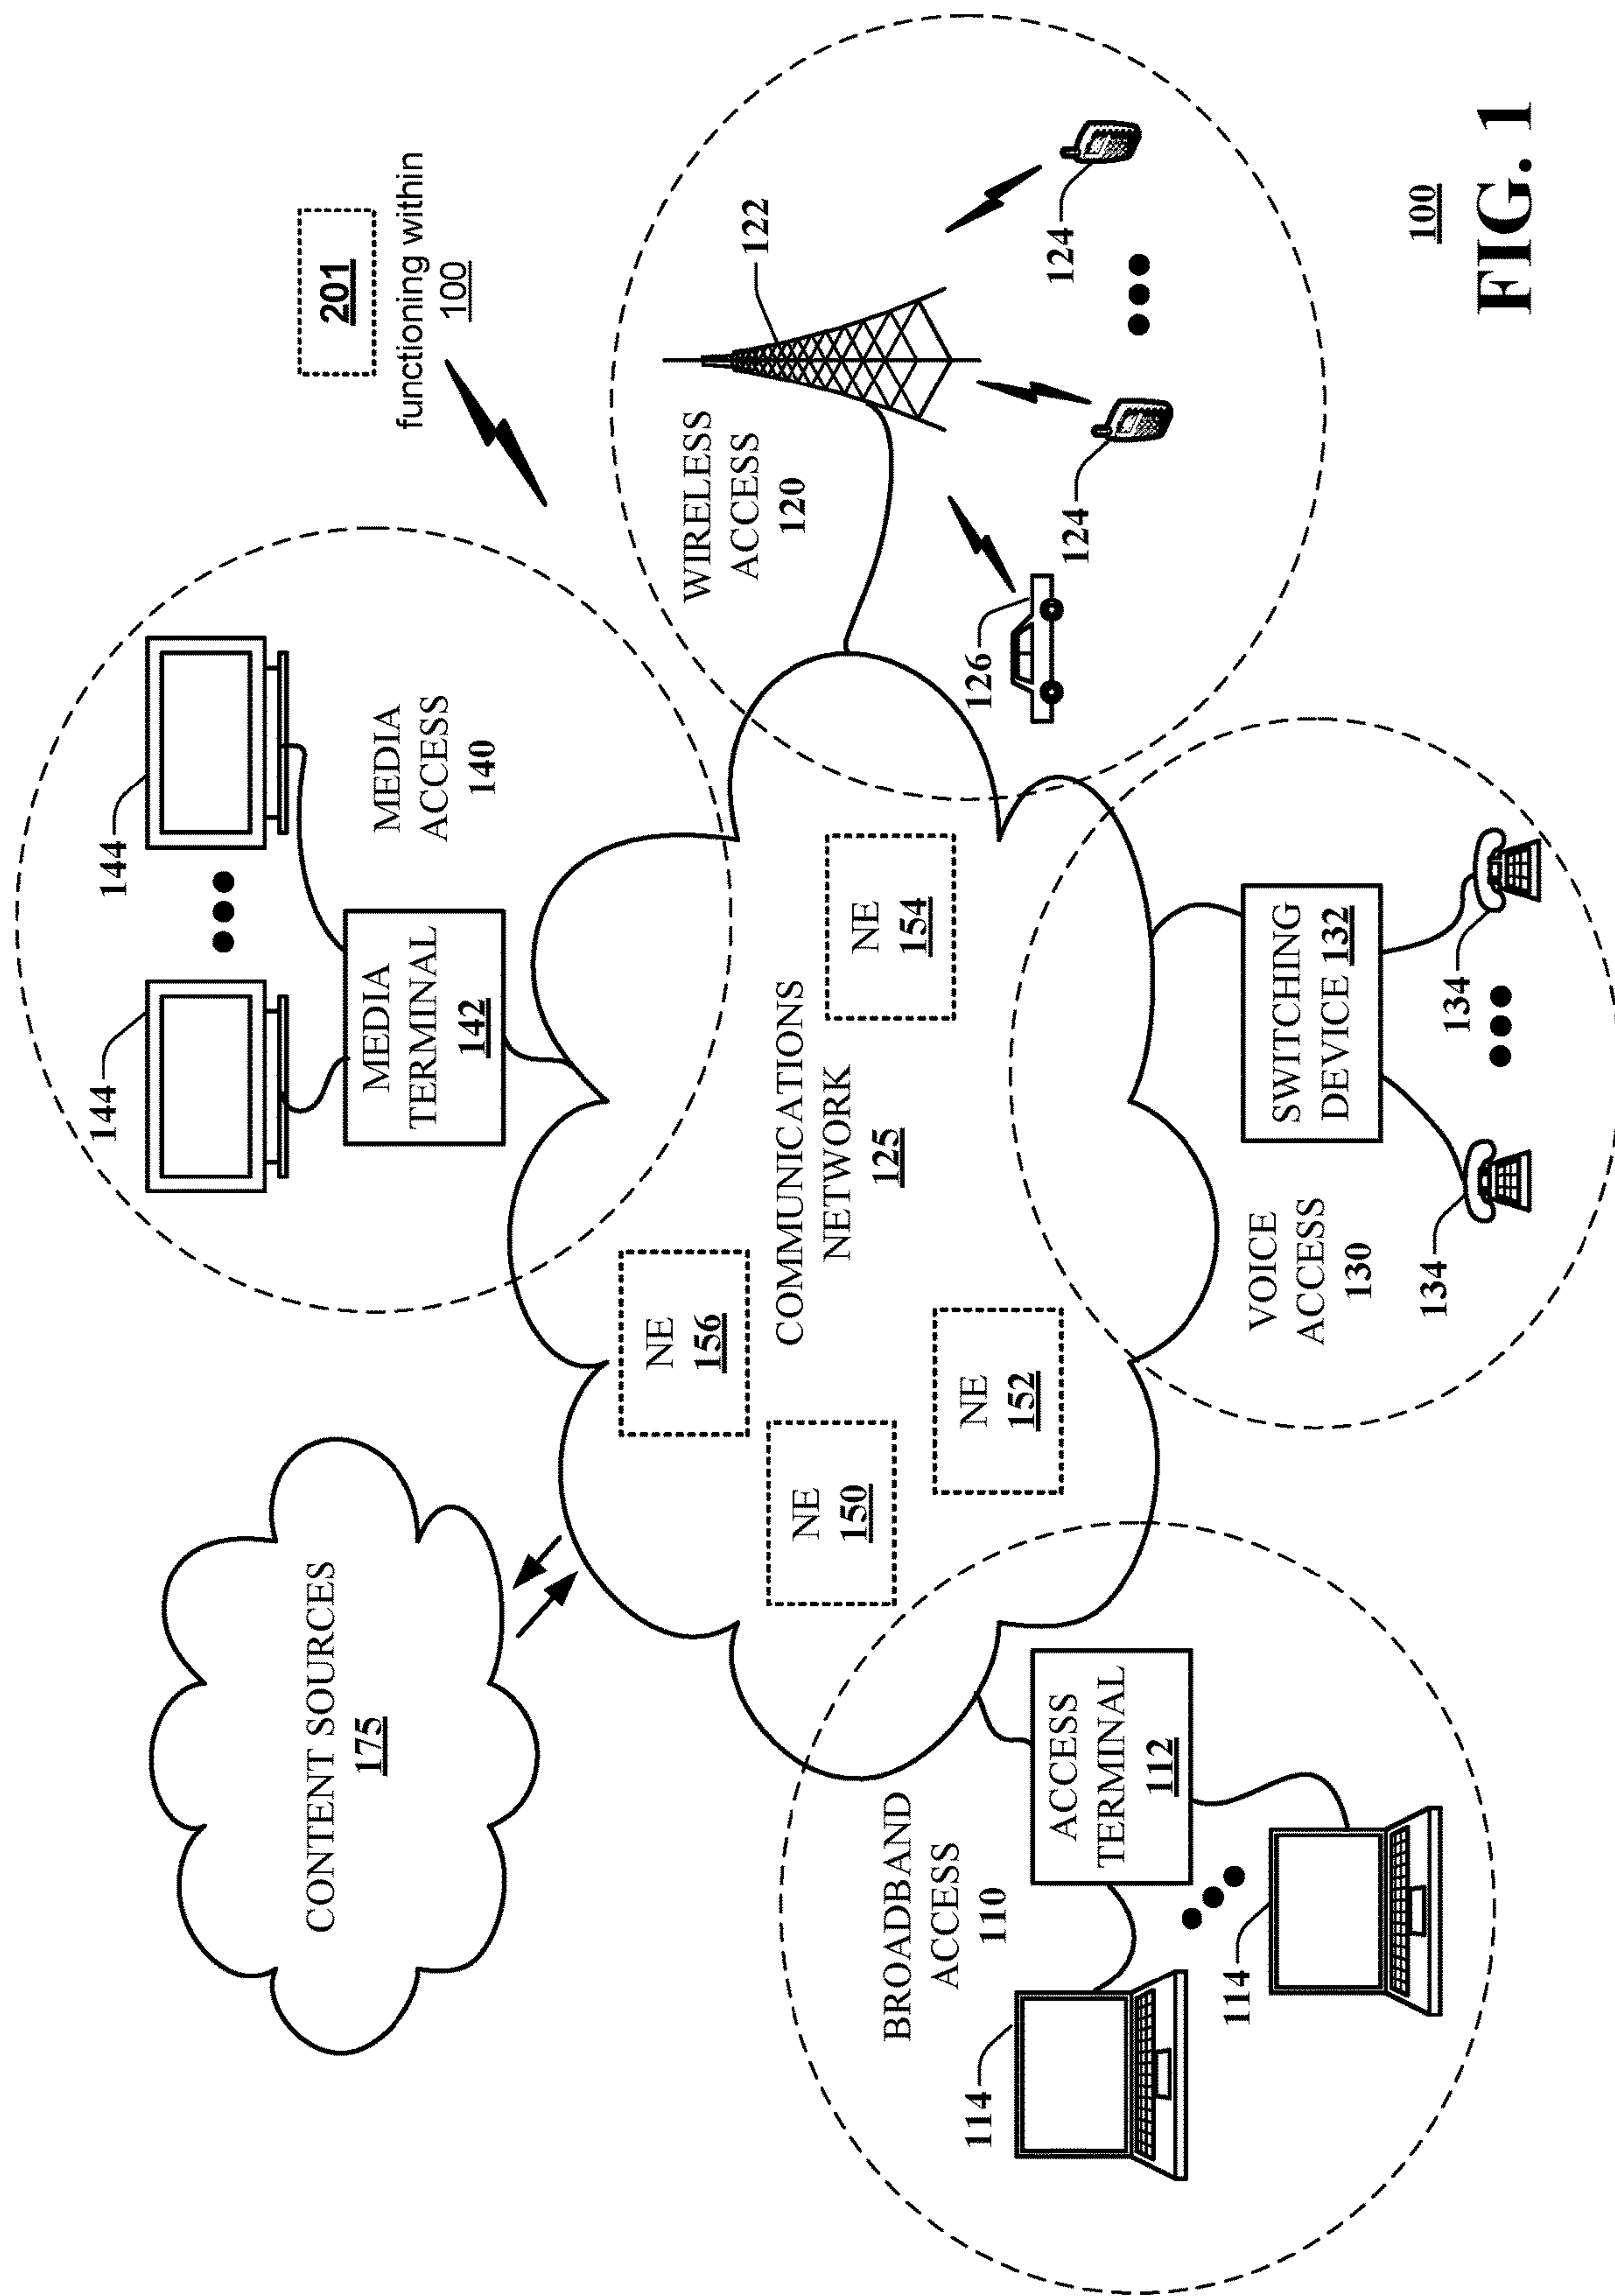 201
functioning within
100
CONTENT SOURCES
175
144
144
MEDIA
TERMINAL
142
MEDIA
ACCESS
140
WIRELESS
ACCESS
120
122
NE
156
NE
150
COMMUNICATIONS
NETWORK
125
NE
154
NE
152
126
124
124
BROADBAND
ACCESS
110
ACCESS
TERMINAL
112
114
114
VOICE
ACCESS
130
SWITCHING
DEVICE 132
134
134
100
FIG. 1